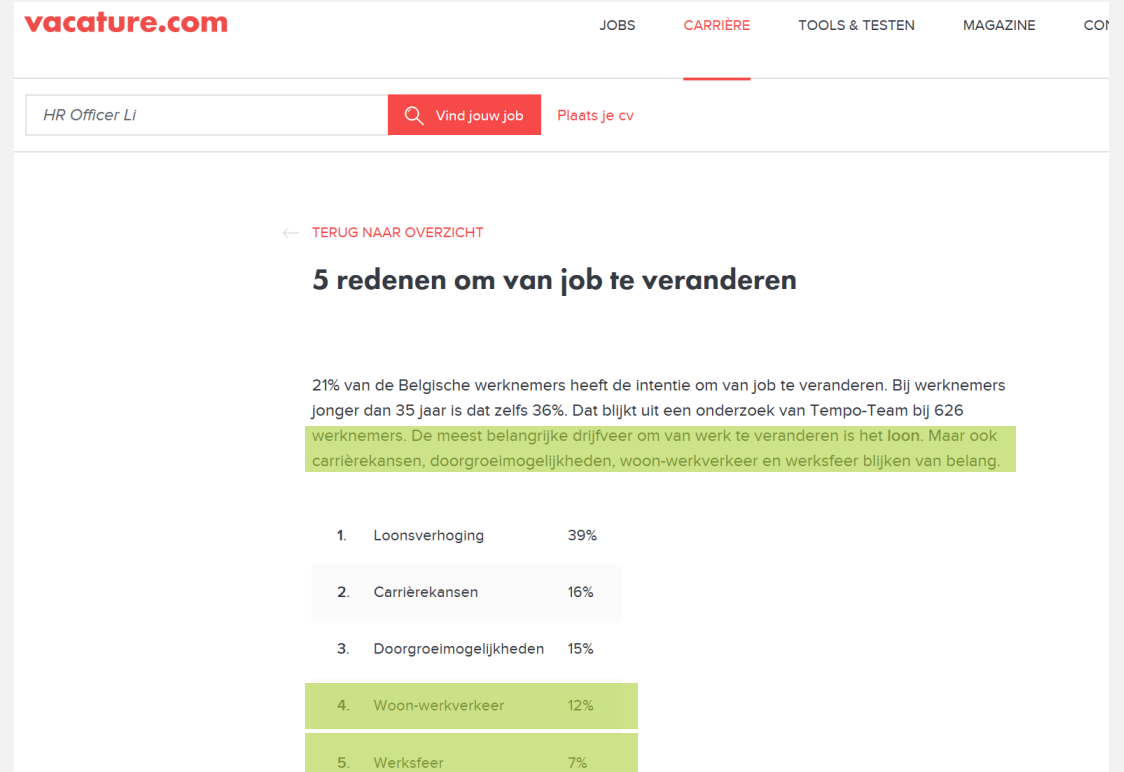 vacature.com
JOBS CARRIÈRE TOOLS & TESTEN MAGAZINE
HR Officer Li Vind jouw job Plaats je cv
← TERUG NAAR OVERZICHT
5 redenen om van job te veranderen
21% van de Belgische werknemers heeft de intentie om van job te veranderen. Bij werknemers
jonger dan 35 jaar is dat zelfs 36%. Dat blijkt uit een onderzoek van Tempo-Team bij 626
werknemers. De meest belangrijke drijfveer om van werk te veranderen is het loon. Maar ook
carrièrekansen, doorgroeimogelijkheden, woon-werkverkeer en werksfeer blijken van belang.
1. Loonsverhoging 39%
2. Carrièrekansen 16%
3. Doorgroeimogelijkheden 15%
4. Woon-werkverkeer 12%
5. Werksfeer 7%